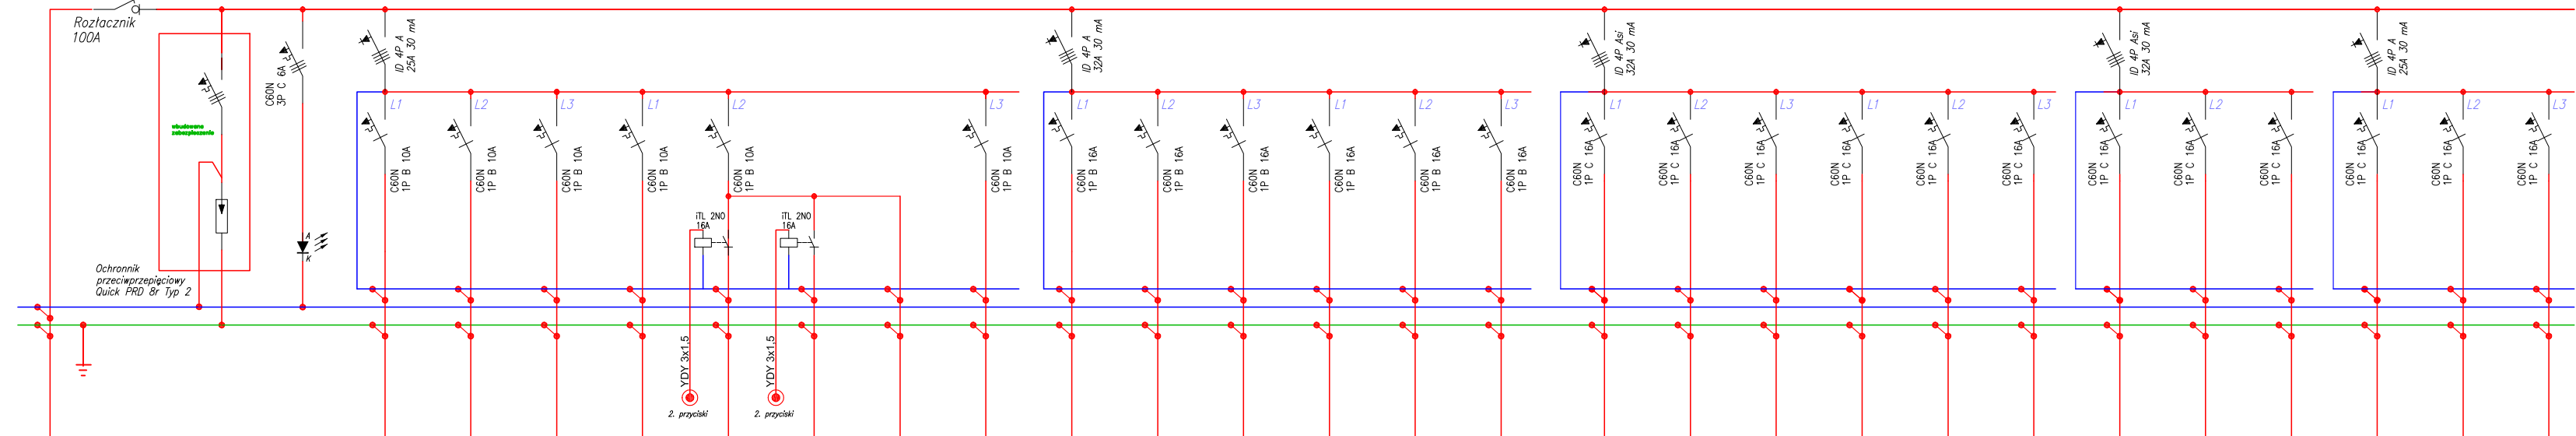 Rozłacznik
100A
wbudowane
zabezpieczenie
Ochronnik
przeciwprzepięciowy
Quick PRD 8r Typ 2
C60N
3P C 6A
A
K
ID 4P A
25A 30 mA
L1
C60N
1P B 10A
L2
C60N
1P B 10A
L3
C60N
1P B 10A
L1
C60N
1P B 10A
L2
C60N
1P B 10A
iTL 2NO
16A
YDY 3x1.5
2. przyciski
iTL 2NO
16A
YDY 3x1.5
2. przyciski
L3
C60N
1P B 10A
ID 4P A
32A 30 mA
L1
C60N
1P B 16A
L2
C60N
1P B 16A
L3
C60N
1P B 16A
L1
C60N
1P B 16A
L2
C60N
1P B 16A
L3
C60N
1P B 16A
ID 4P Asi
32A 30 mA
L1
C60N
1P C 16A
L2
C60N
1P C 16A
L3
C60N
1P C 16A
L1
C60N
1P C 16A
L2
C60N
1P C 16A
L3
C60N
1P C 16A
ID 4P Asi
32A 30 mA
L1
C60N
1P C 16A
L2
C60N
1P C 16A
C60N
1P C 16A
ID 4P A
25A 30 mA
L1
C60N
1P C 16A
L2
C60N
1P C 16A
L3
C60N
1P C 16A